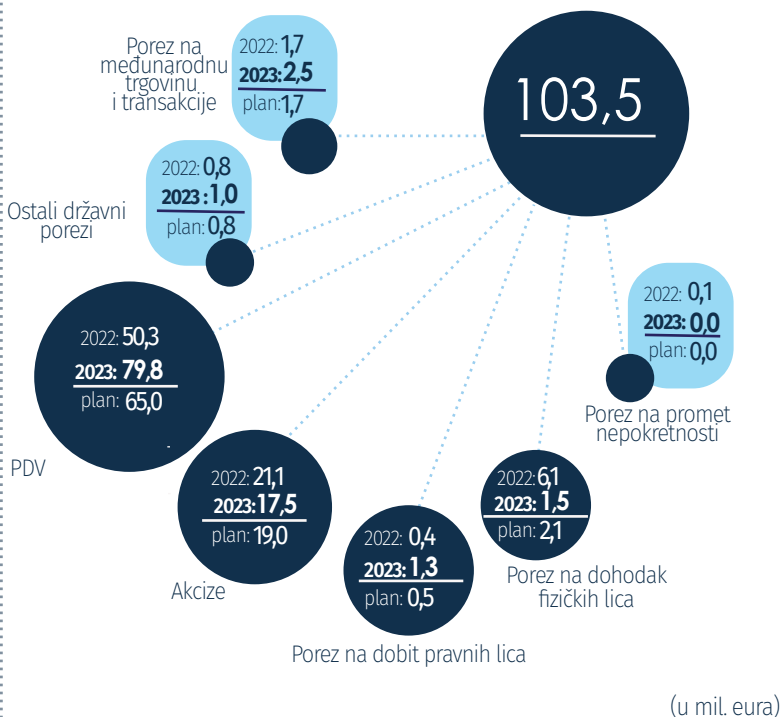 103,5
Porez na
međunarodnu
trgovinu
i transakcije
2022: 1,7
2023: 2,5
plan: 1,7
Ostali državni
porezi
2022: 0,8
2023 : 1,0
plan: 0,8
PDV
2022: 50,3
2023: 79,8
plan: 65,0
Akcize
2022: 21,1
2023: 17,5
plan: 19,0
Porez na dobit pravnih lica
2022: 0,4
2023: 1,3
plan: 0,5
Porez na dohodak
fizičkih lica
2022: 6,1
2023: 1,5
plan: 2,1
Porez na promet
nepokretnosti
2022: 0,1
2023: 0,0
plan: 0,0
(u mil. eura)